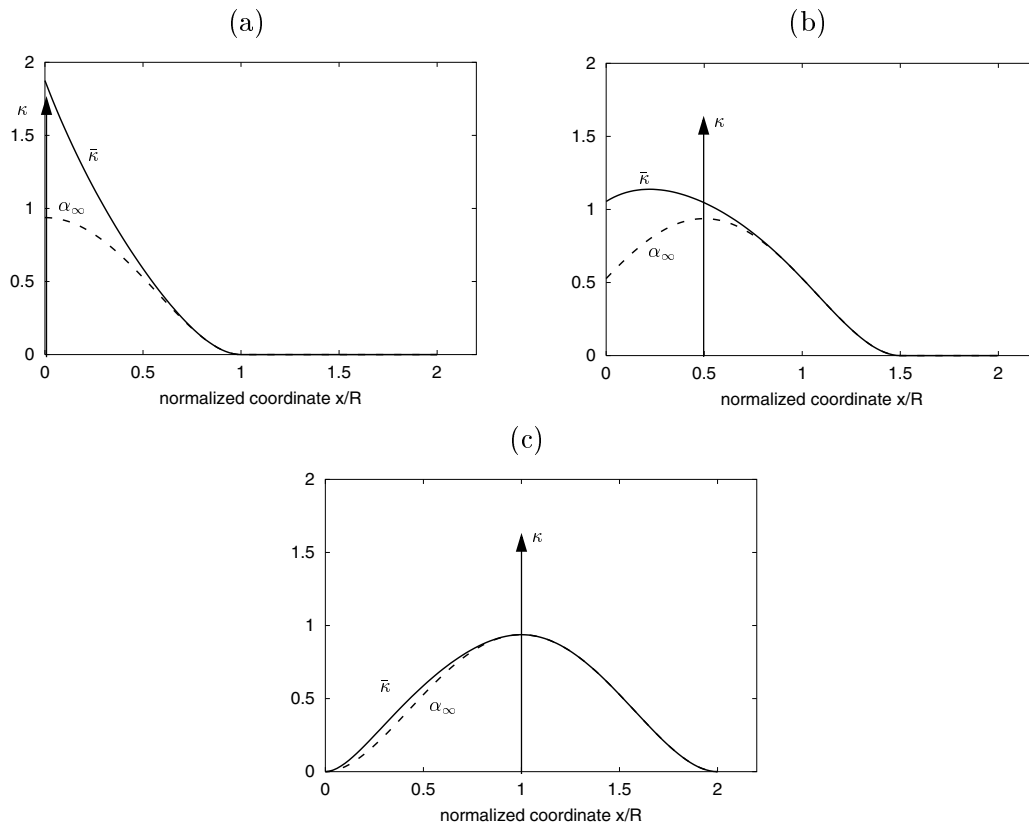 (a)
2
1.5
1
0.5
0
κ
κ̄
α∞
0 0.5 1 1.5 2
normalized coordinate x/R
(b)
2
1.5
1
0.5
0
κ
κ̄
α∞
0 0.5 1 1.5 2
normalized coordinate x/R
(c)
2
1.5
1
0.5
0
κ
κ̄
α∞
0 0.5 1 1.5 2
normalized coordinate x/R